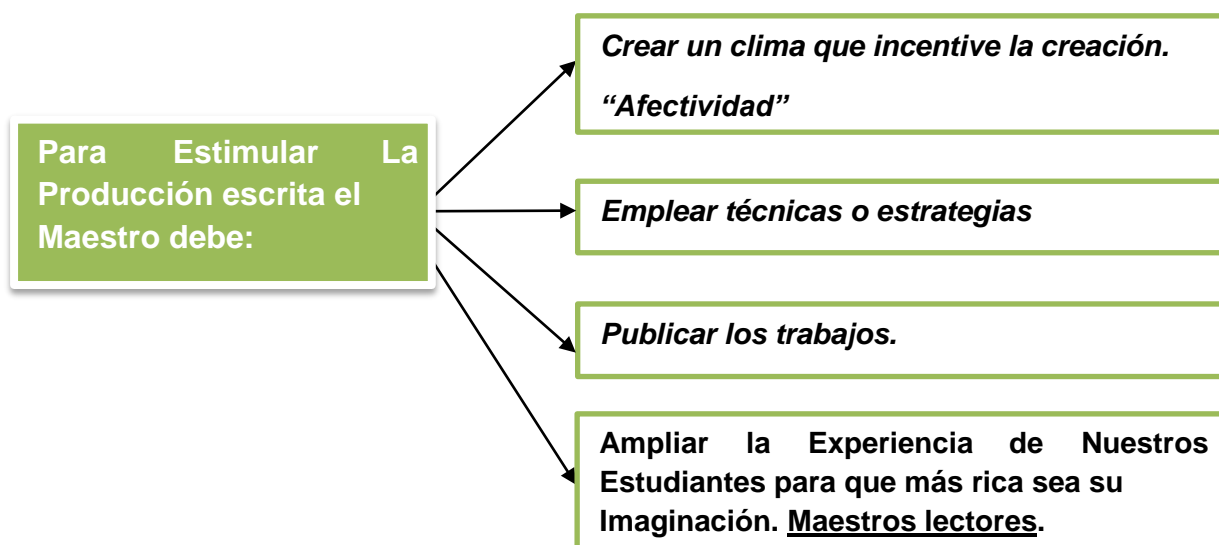 Para Estimular La
Producción escrita el
Maestro debe:
Crear un clima que incentive la creación.
“Afectividad”
Emplear técnicas o estrategias
Publicar los trabajos.
Ampliar la Experiencia de Nuestros
Estudiantes para que más rica sea su
Imaginación. Maestros lectores.